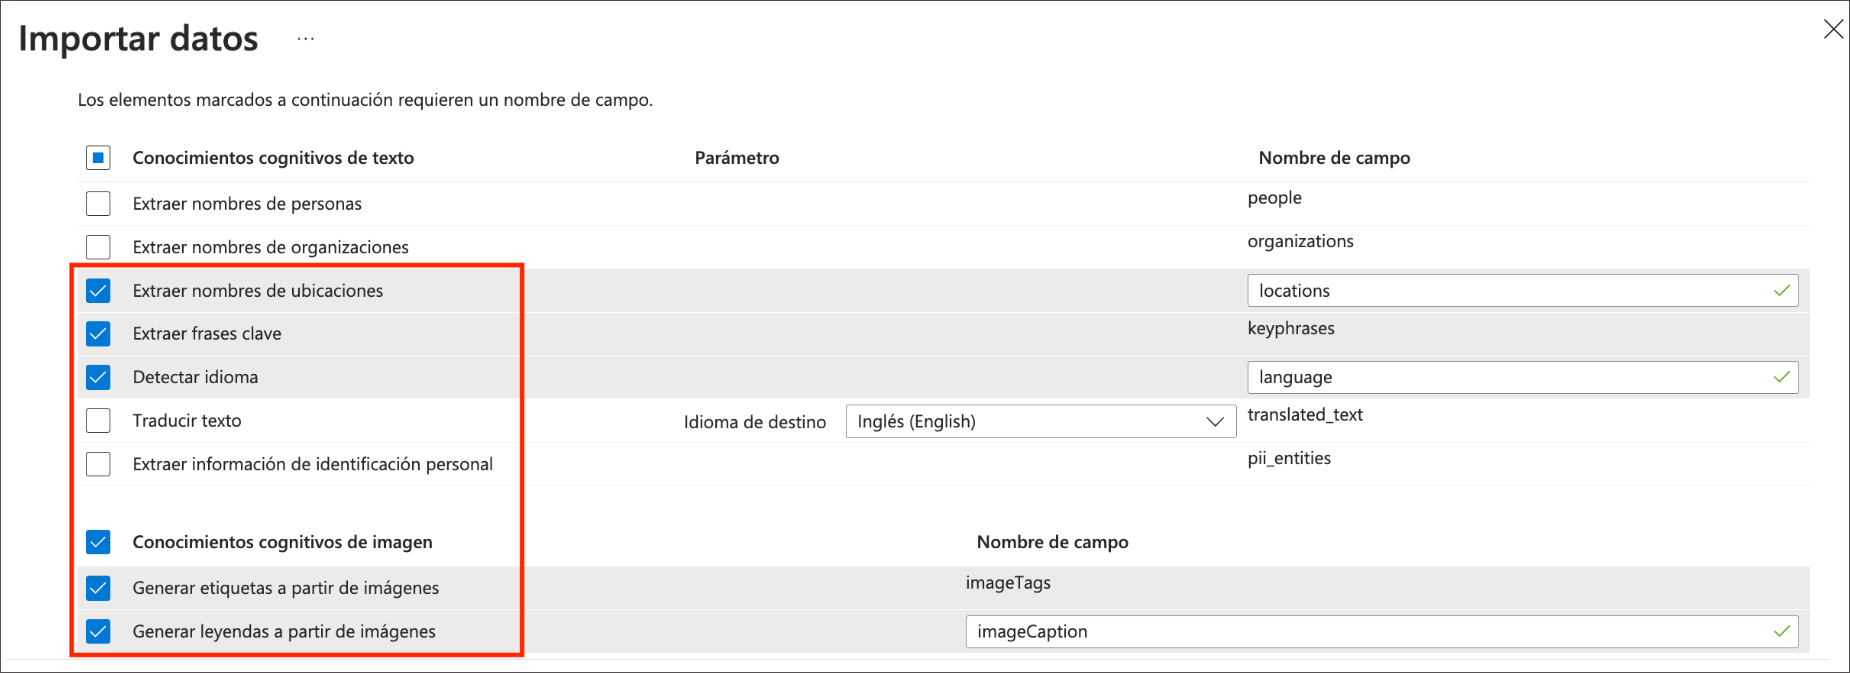 Importar datos ...
Los elementos marcados a continuación requieren un nombre de campo.
Conocimientos cognitivos de texto Parámetro Nombre de campo
Extraer nombres de personas people
Extraer nombres de organizaciones organizations
Extraer nombres de ubicaciones locations
Extraer frases clave keyphrases
Detectar idioma language
Traducir texto Idioma de destino Inglés (English) translated_text
Extraer información de identificación personal pii_entities
Conocimientos cognitivos de imagen Nombre de campo
Generar etiquetas a partir de imágenes imageTags
Generar leyendas a partir de imágenes imageCaption